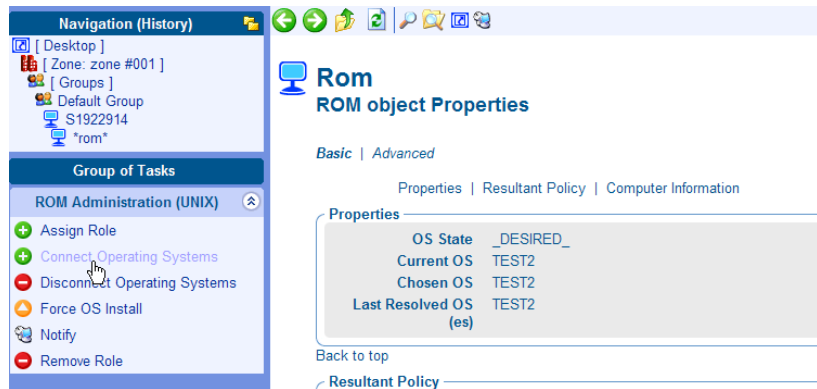 Navigation (History)
[ Desktop ]
[ Zone: zone #001 ]
[ Groups ]
Default Group
S1922914
*rom*
Group of Tasks
ROM Administration (UNIX)
Assign Role
Connect Operating Systems
Disconnect Operating Systems
Force OS Install
Notify
Remove Role
Rom
ROM object Properties
Basic | Advanced
Properties | Resultant Policy | Computer Information
Properties
OS State _DESIRED_
Current OS TEST2
Chosen OS TEST2
Last Resolved OS TEST2
(es)
Back to top
Resultant Policy